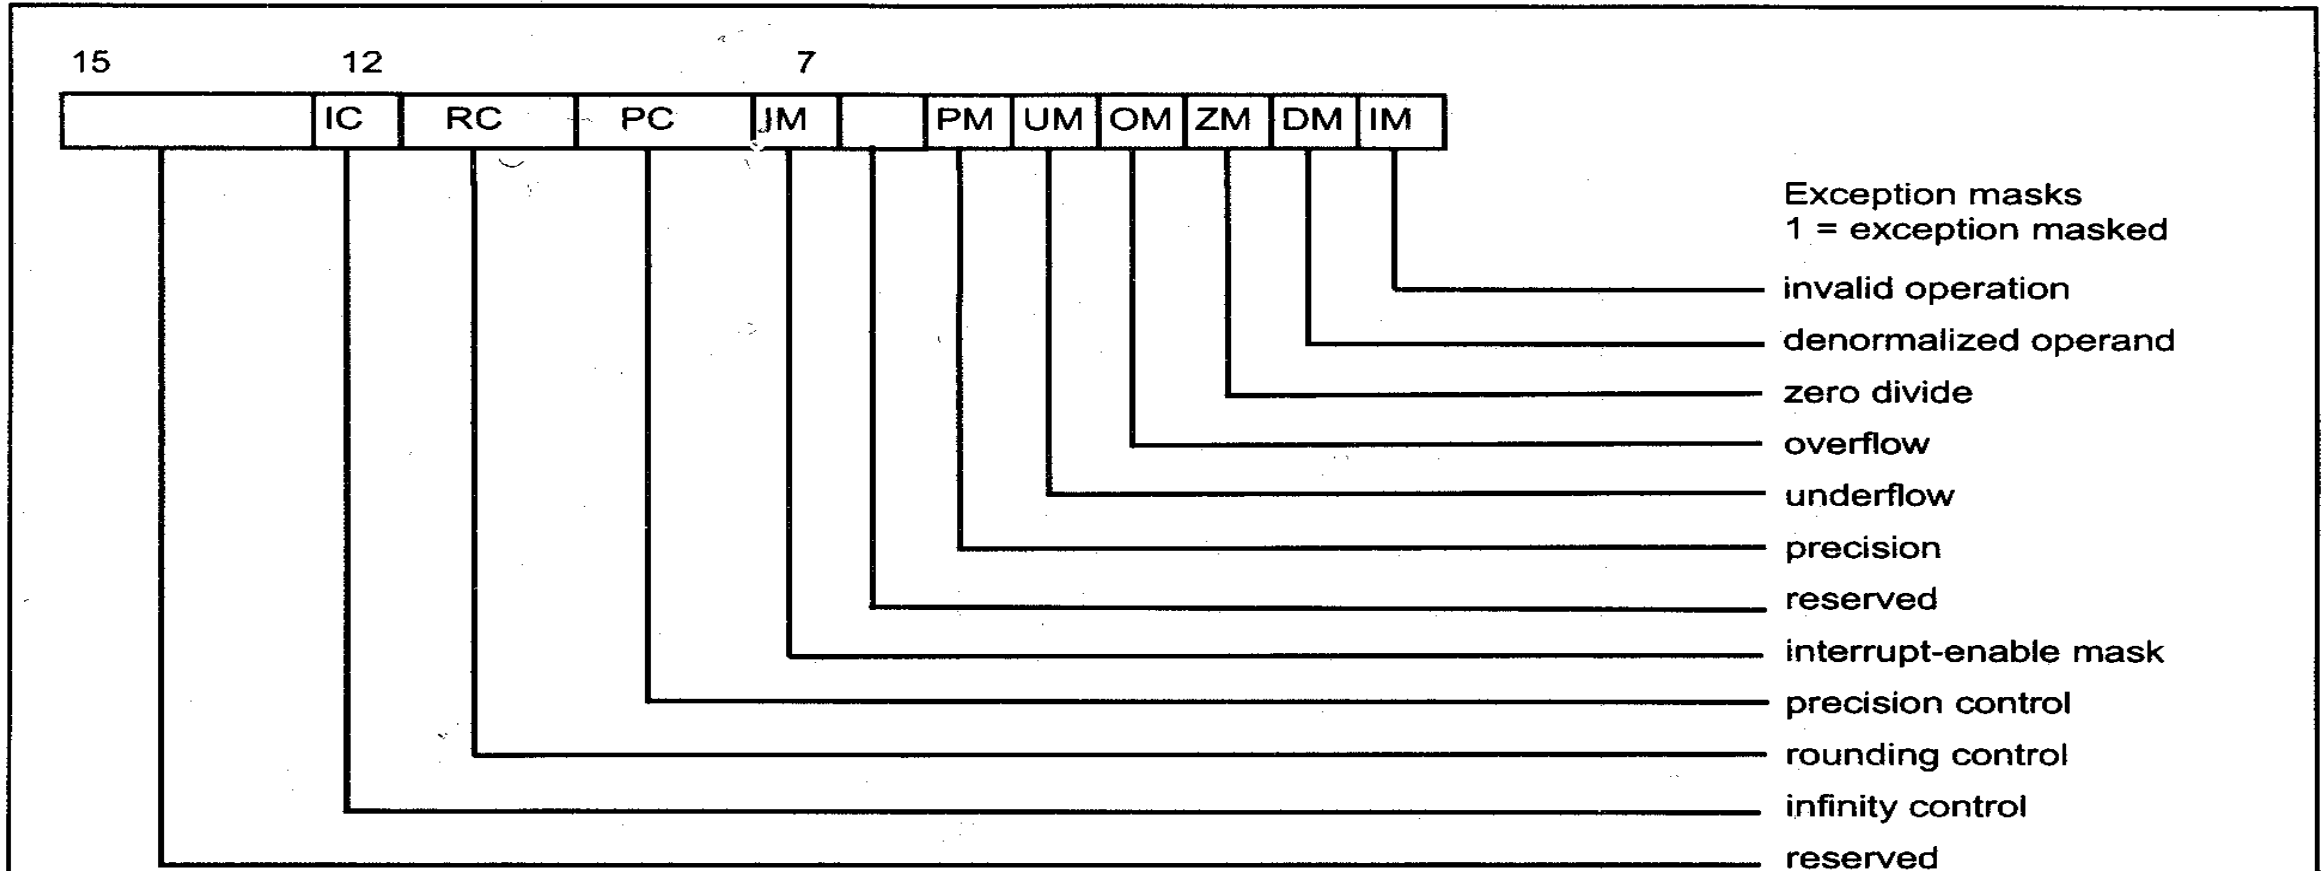 15 12 7
IC RC PC IM PM UM OM ZM DM IM
Exception masks
1 = exception masked
invalid operation
denormalized operand
zero divide
overflow
underflow
precision
reserved
interrupt-enable mask
precision control
rounding control
infinity control
reserved